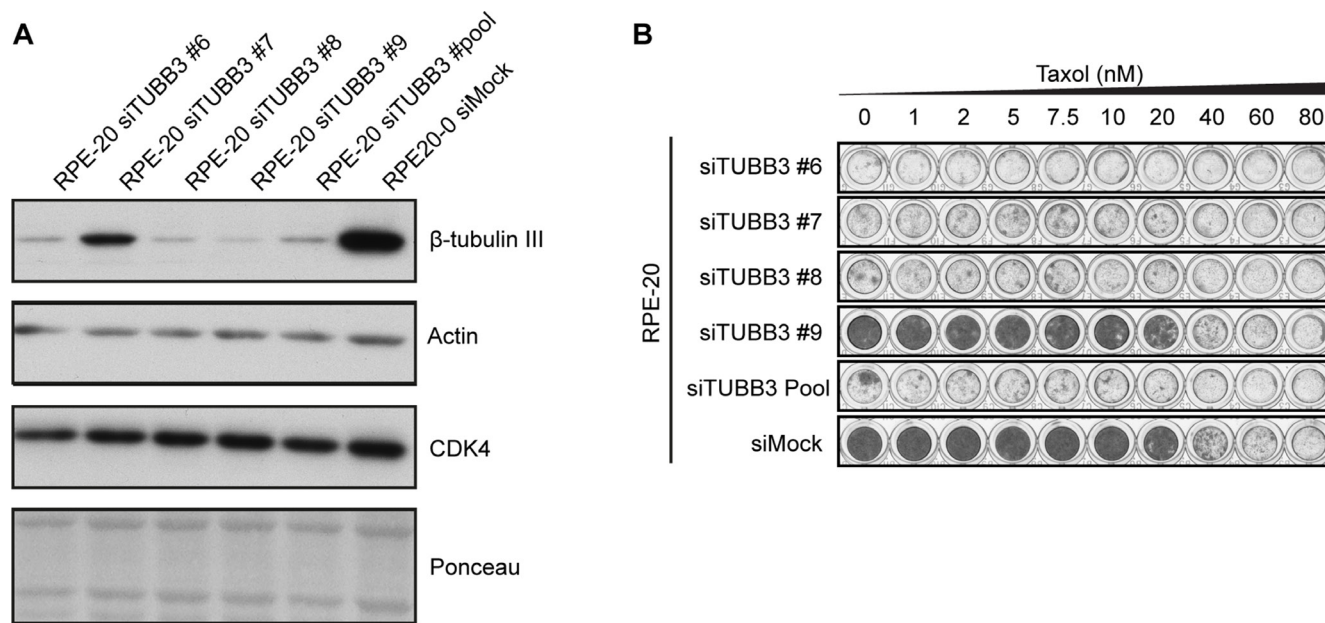 A
RPE-20 siTUBB3 #6
RPE-20 siTUBB3 #7
RPE-20 siTUBB3 #8
RPE-20 siTUBB3 #9
RPE-20 siTUBB3 #pool
RPE20-0 siMock
β-tubulin III
Actin
CDK4
Ponceau
B
Taxol (nM)
0 1 2 5 7.5 10 20 40 60 80
RPE-20
siTUBB3 #6
siTUBB3 #7
siTUBB3 #8
siTUBB3 #9
siTUBB3 Pool
siMock